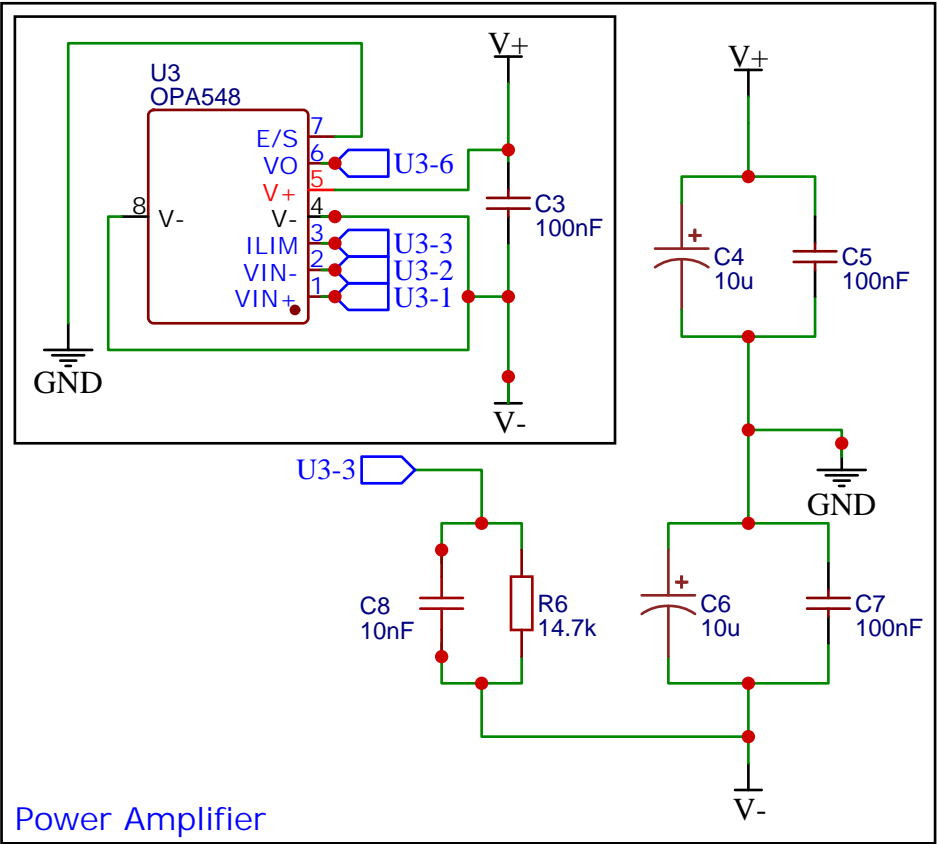 V+
U3
OPA548
E/S 7
VO 6 U3-6
V+ 5
8 V- V- 4
ILIM 3 U3-3
VIN- 2 U3-2
VIN+ 1 U3-1
C3
100nF
GND
V-
V+
+
C4
10u
C5
100nF
GND
U3-3
C8
10nF
R6
14.7k
+
C6
10u
C7
100nF
V-
Power Amplifier